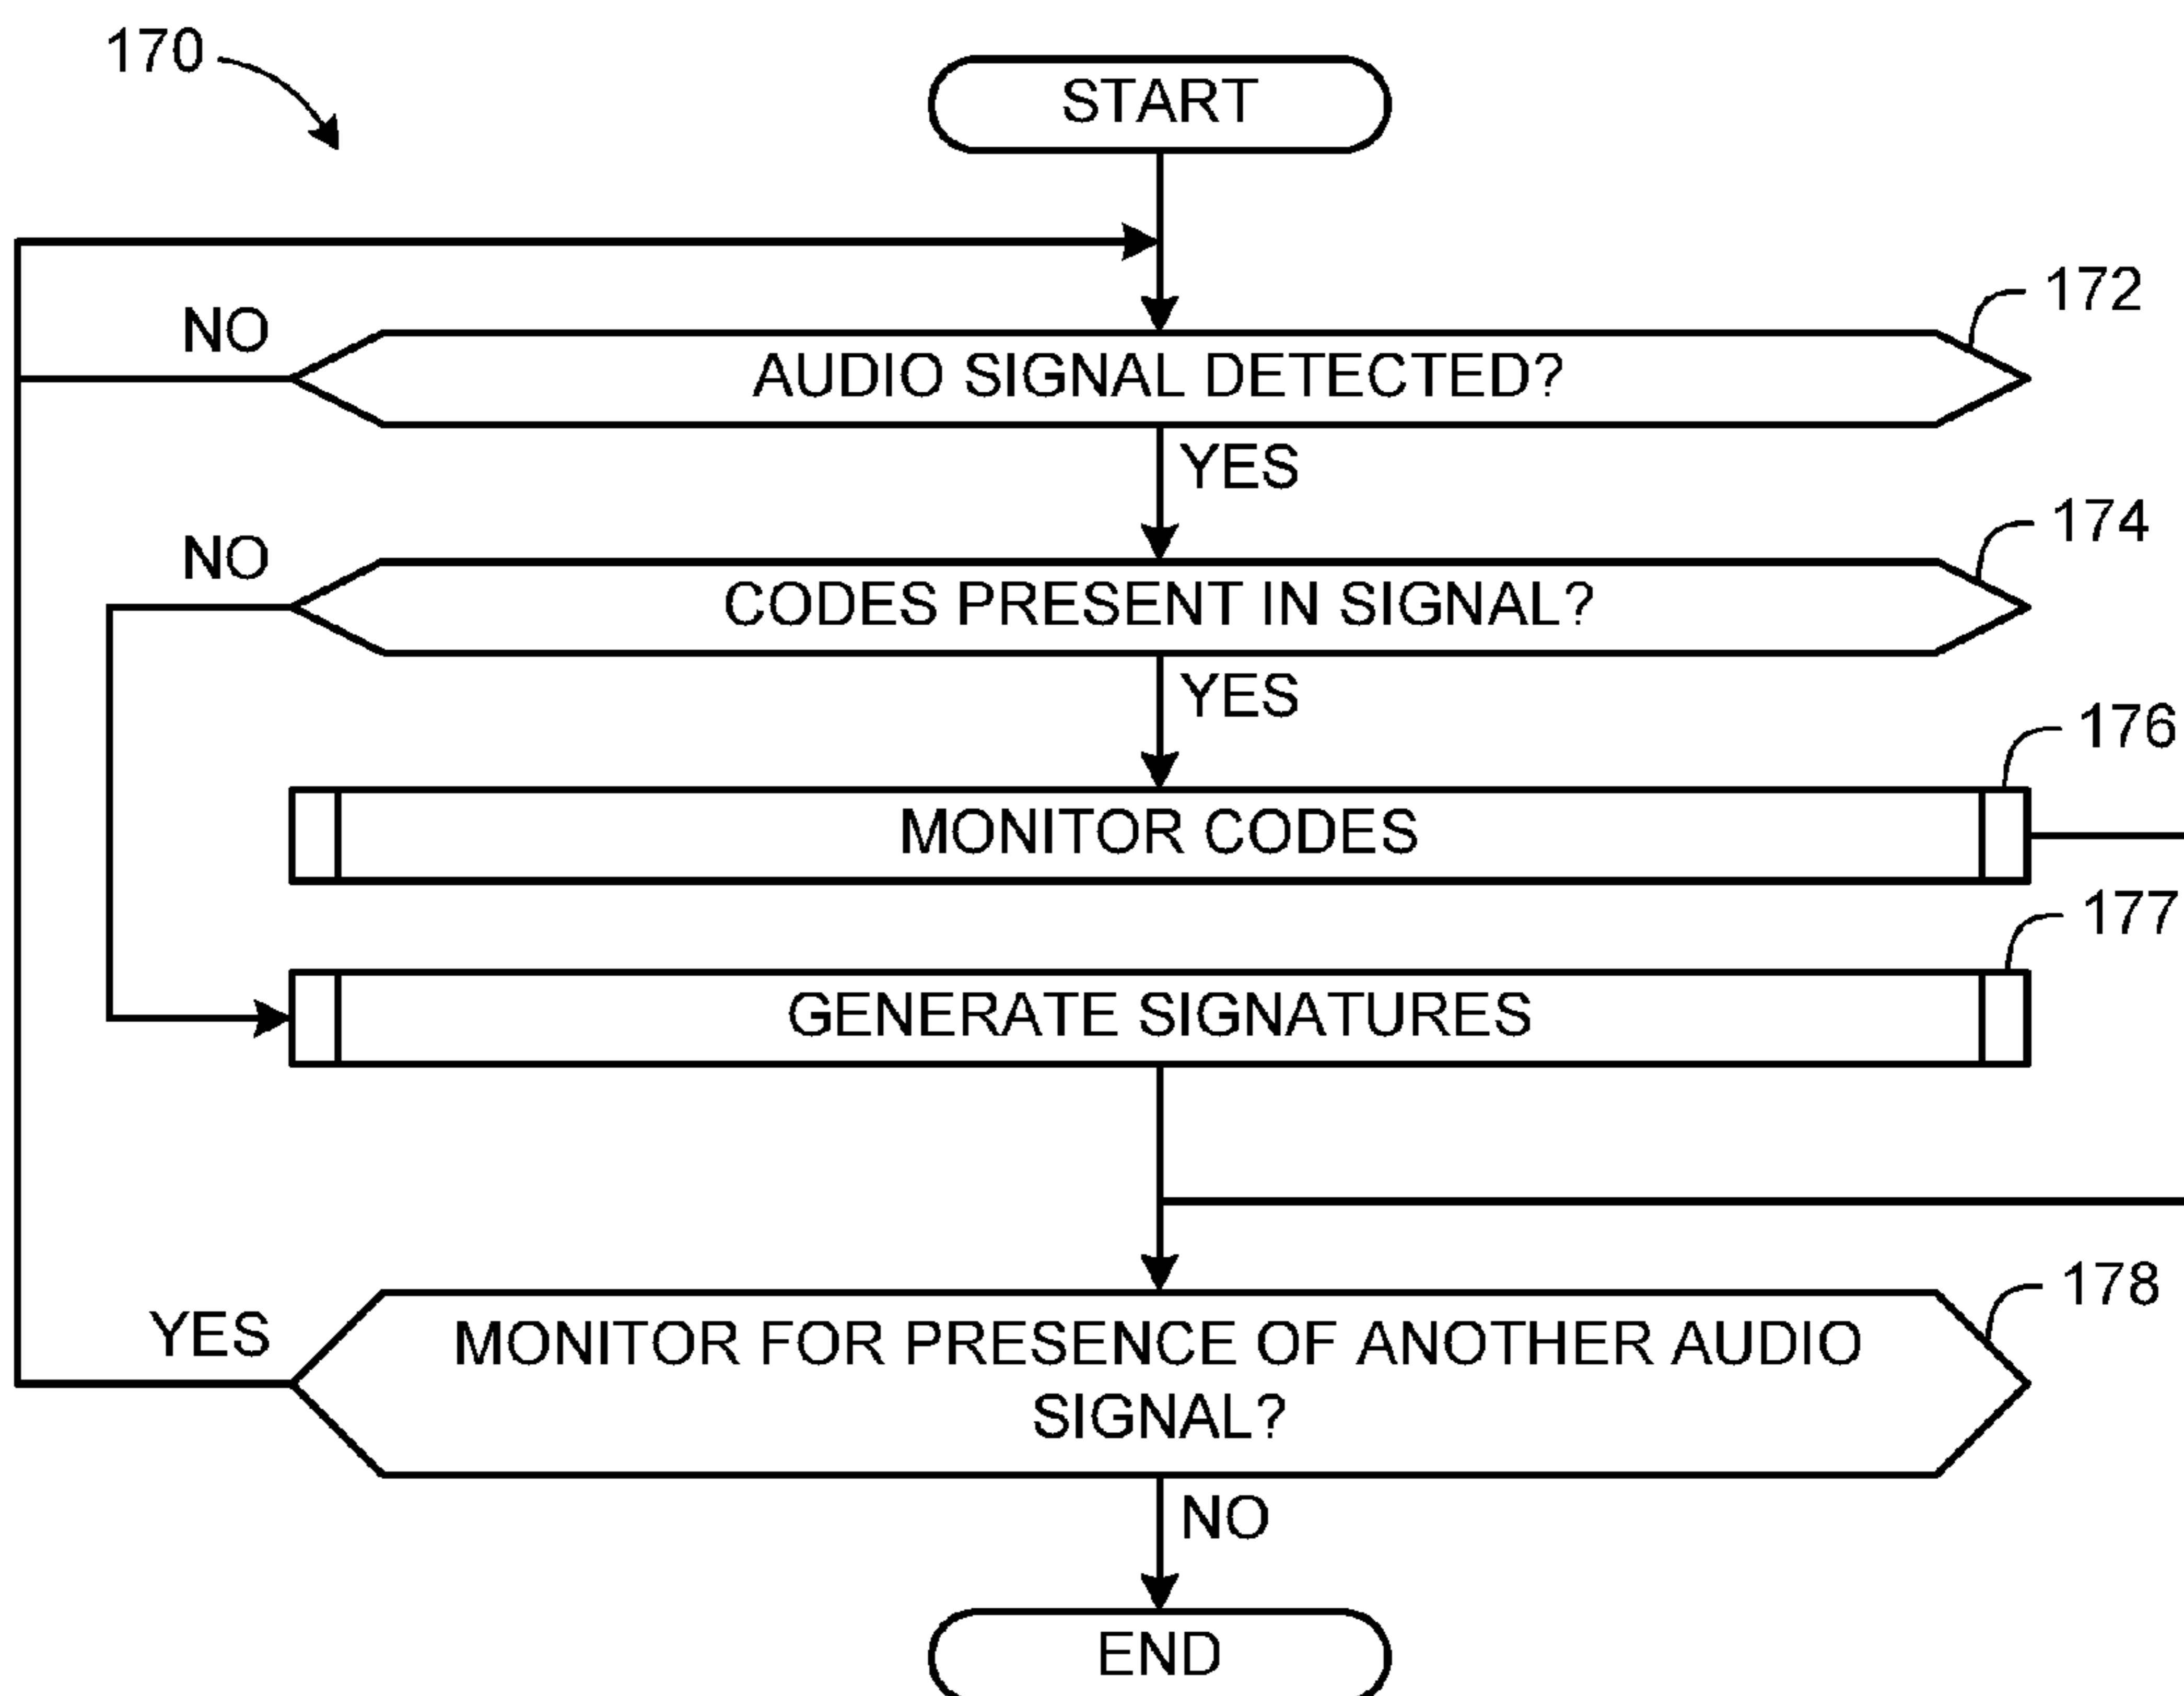 170
START
NO
172
AUDIO SIGNAL DETECTED?
YES
NO
174
CODES PRESENT IN SIGNAL?
YES
176
MONITOR CODES
177
GENERATE SIGNATURES
178
YES
MONITOR FOR PRESENCE OF ANOTHER AUDIO
SIGNAL?
NO
END